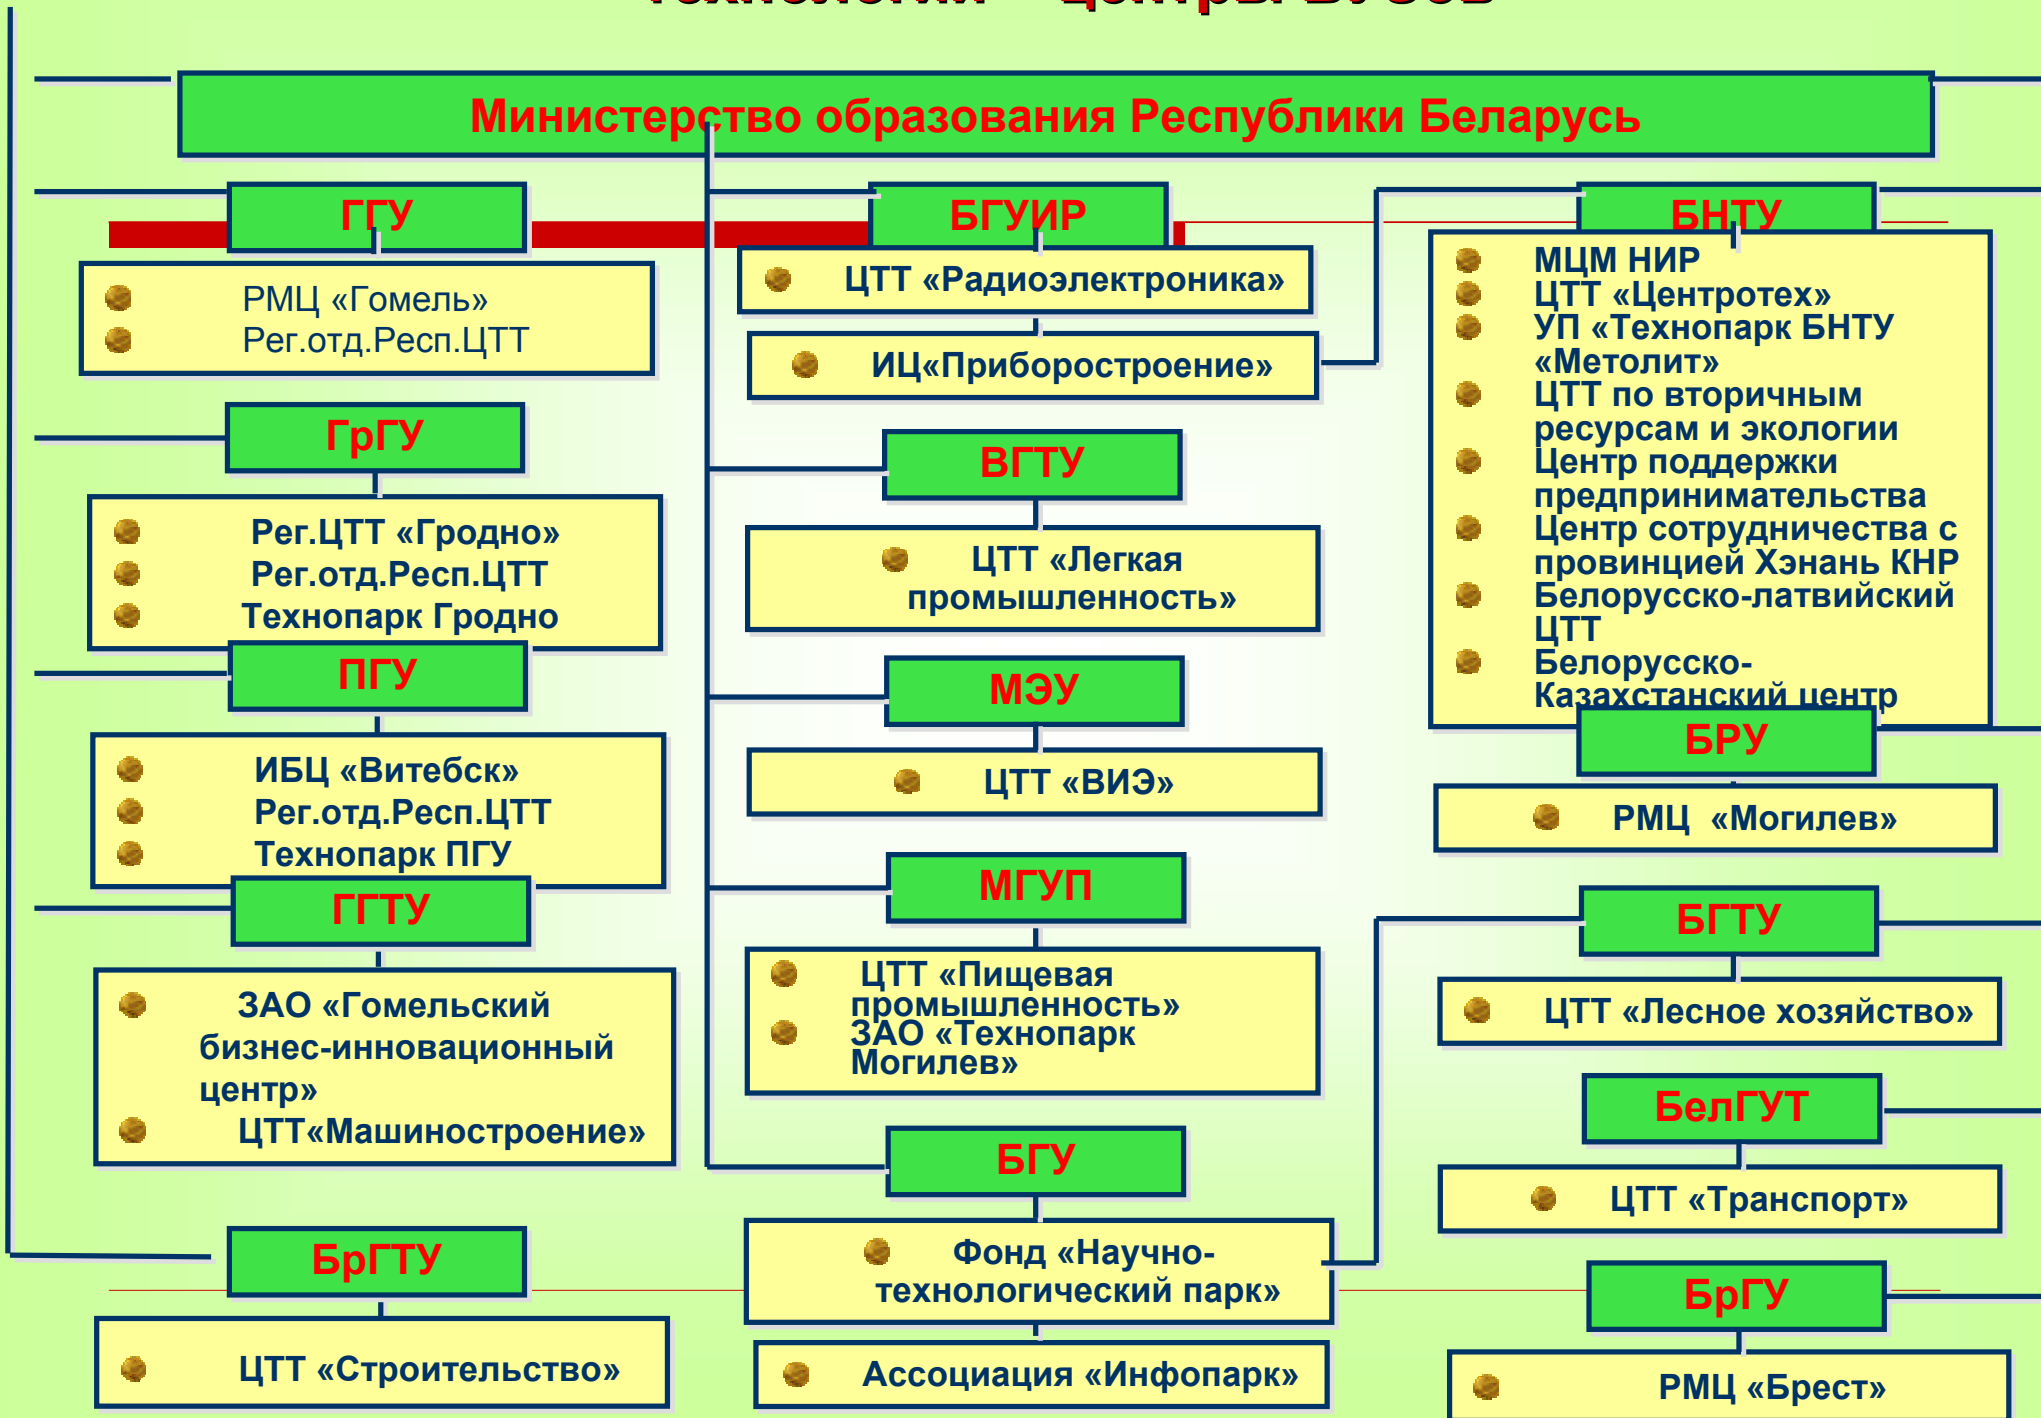 Министерство образования Республики Беларусь
ГГУ
РМЦ «Гомель»
Рег.отд.Респ.ЦТТ
ГрГУ
Рег.ЦТТ «Гродно»
Рег.отд.Респ.ЦТТ
Технопарк Гродно
ПГУ
ИБЦ «Витебск»
Рег.отд.Респ.ЦТТ
Технопарк ПГУ
ГГТУ
ЗАО «Гомельский
бизнес-инновационный
центр»
ЦТТ«Машиностроение»
БрГТУ
ЦТТ «Строительство»
БГУИР
ЦТТ «Радиоэлектроника»
ИЦ«Приборостроение»
ВГТУ
ЦТТ «Легкая
промышленность»
МЭУ
ЦТТ «ВИЭ»
МГУП
ЦТТ «Пищевая
промышленность»
ЗАО «Технопарк
Могилев»
БГУ
Фонд «Научно-
технологический парк»
Ассоциация «Инфопарк»
БНТУ
МЦМ НИР
ЦТТ «Центротех»
УП «Технопарк БНТУ
«Метолит»
ЦТТ по вторичным
ресурсам и экологии
Центр поддержки
предпринимательства
Центр сотрудничества с
провинцией Хэнань КНР
Белорусско-латвийский
ЦТТ
Белорусско-
Казахстанский центр
БРУ
РМЦ «Могилев»
БГТУ
ЦТТ «Лесное хозяйство»
БелГУТ
ЦТТ «Транспорт»
БрГУ
РМЦ «Брест»